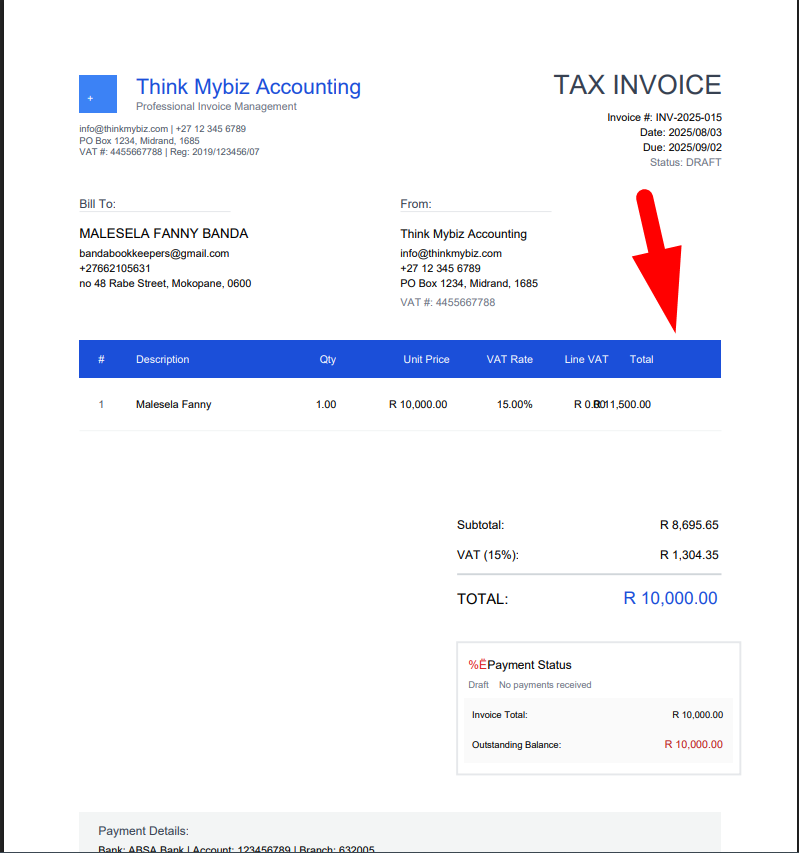 +
Think Mybiz Accounting
Professional Invoice Management
info@thinkmybiz.com | +27 12 345 6789
PO Box 1234, Midrand, 1685
VAT #: 4455667788 | Reg: 2019/123456/07
TAX INVOICE
Invoice #: INV-2025-015
Date: 2025/08/03
Due: 2025/09/02
Status: DRAFT
Bill To:
MALESELA FANNY BANDA
bandabookkeepers@gmail.com
+27662105631
no 48 Rabe Street, Mokopane, 0600
From:
Think Mybiz Accounting
info@thinkmybiz.com
+27 12 345 6789
PO Box 1234, Midrand, 1685
VAT #: 4455667788
# Description Qty Unit Price VAT Rate Line VAT Total
1 Malesela Fanny 1.00 R 10,000.00 15.00% R 0.00 R 11,500.00
Subtotal: R 8,695.65
VAT (15%): R 1,304.35
TOTAL: R 10,000.00
%ËPayment Status
Draft No payments received
Invoice Total: R 10,000.00
Outstanding Balance: R 10,000.00
Payment Details:
Bank: ABSA Bank | Account: 123456789 | Branch: 632005